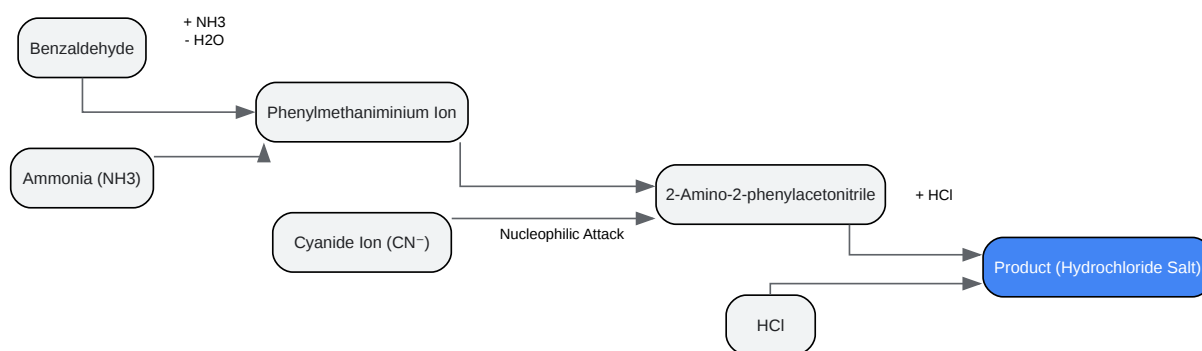 + NH3
- H2O
Benzaldehyde
Phenylmethaniminium Ion
Ammonia (NH3)
2-Amino-2-phenylacetonitrile
+ HCl
Cyanide Ion (CN⁻)
Nucleophilic Attack
Product (Hydrochloride Salt)
HCl